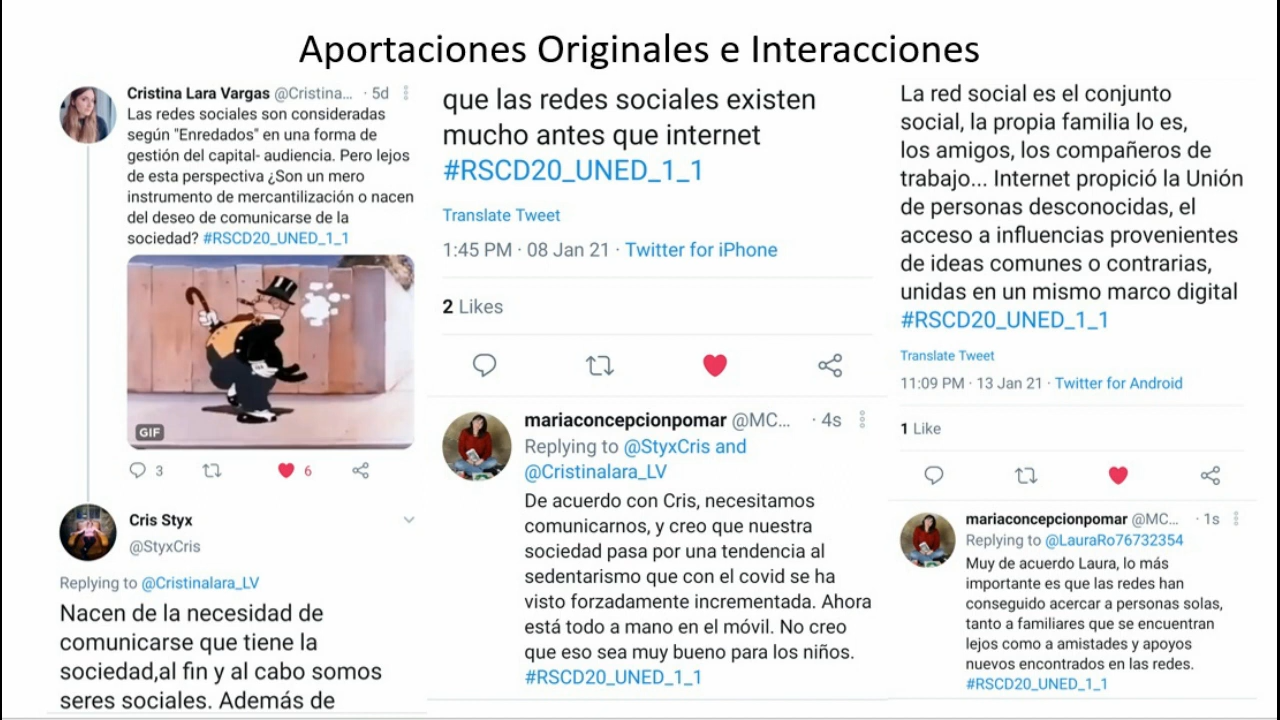 Aportaciones Originales e Interacciones
Cristina Lara Vargas @Cristina... · 5d
Las redes sociales son consideradas
según "Enredados" en una forma de
gestión del capital- audiencia. Pero lejos
de esta perspectiva ¿Son un mero
instrumento de mercantilización o nacen
del deseo de comunicarse de la
sociedad? #RSCD20_UNED_1_1
GIF
3 6
Cris Styx
@StyxCris
Replying to @Cristinalara_LV
Nacen de la necesidad de
comunicarse que tiene la
sociedad,al fin y al cabo somos
seres sociales. Además de
que las redes sociales existen
mucho antes que internet
#RSCD20_UNED_1_1
Translate Tweet
1:45 PM · 08 Jan 21 · Twitter for iPhone
2 Likes
mariaconcepcionpomar @MC... · 4s
Replying to @StyxCris and
@Cristinalara_LV
De acuerdo con Cris, necesitamos
comunicarnos, y creo que nuestra
sociedad pasa por una tendencia al
sedentarismo que con el covid se ha
visto forzadamente incrementada. Ahora
está todo a mano en el móvil. No creo
que eso sea muy bueno para los niños.
#RSCD20_UNED_1_1
La red social es el conjunto
social, la propia familia lo es,
los amigos, los compañeros de
trabajo... Internet propició la Unión
de personas desconocidas, el
acceso a influencias provenientes
de ideas comunes o contrarias,
unidas en un mismo marco digital
#RSCD20_UNED_1_1
Translate Tweet
11:09 PM · 13 Jan 21 · Twitter for Android
1 Like
mariaconcepcionpomar @MC... · 1s
Replying to @LauraRo76732354
Muy de acuerdo Laura, lo más
importante es que las redes han
conseguido acercar a personas solas,
tanto a familiares que se encuentran
lejos como a amistades y apoyos
nuevos encontrados en las redes.
#RSCD20_UNED_1_1